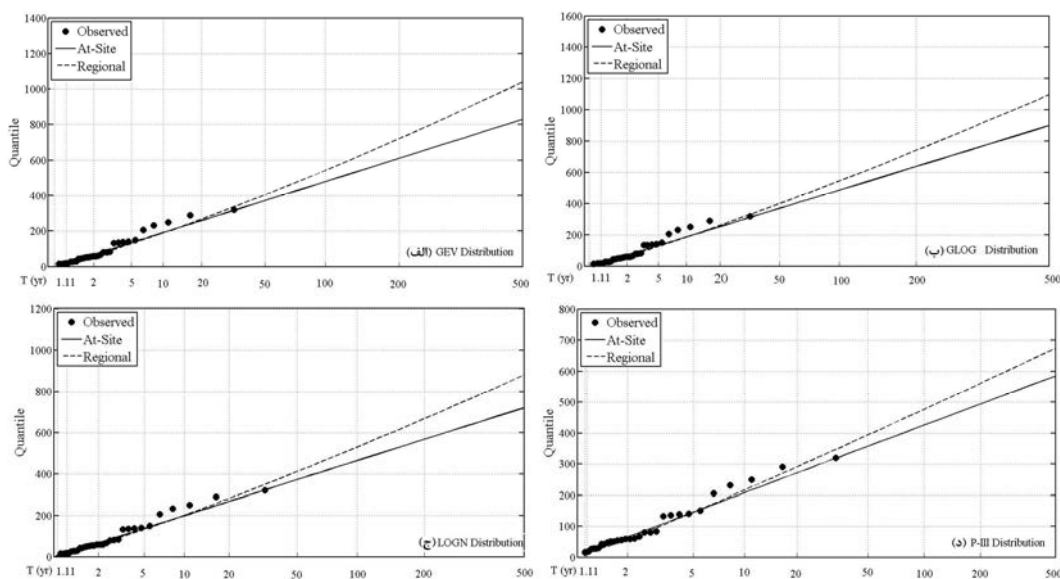 1400
1200
1000
800
600
400
200
0
Quantile
Observed
At-Site
Regional
(الف) GEV Distribution
T (yr) 1.11 2 5 10 20 50 100 200 500
1600
1400
1200
1000
800
600
400
200
0
Quantile
Observed
At-Site
Regional
(ب) GLOG Distribution
T (yr) 1.11 2 5 10 20 50 100 200 500
1200
1000
800
600
400
200
0
Quantile
Observed
At-Site
Regional
(ج) LOGN Distribution
T (yr) 1.11 2 5 10 20 50 100 200 500
800
700
600
500
400
300
200
100
0
Quantile
Observed
At-Site
Regional
(د) P-III Distribution
T (yr) 1.11 2 5 10 20 50 100 200 500